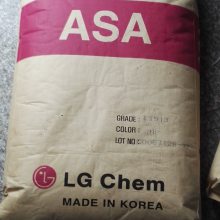 ASA
GRADE:
COLOR:
LOT NO
LG Chem
MADE IN KOREA